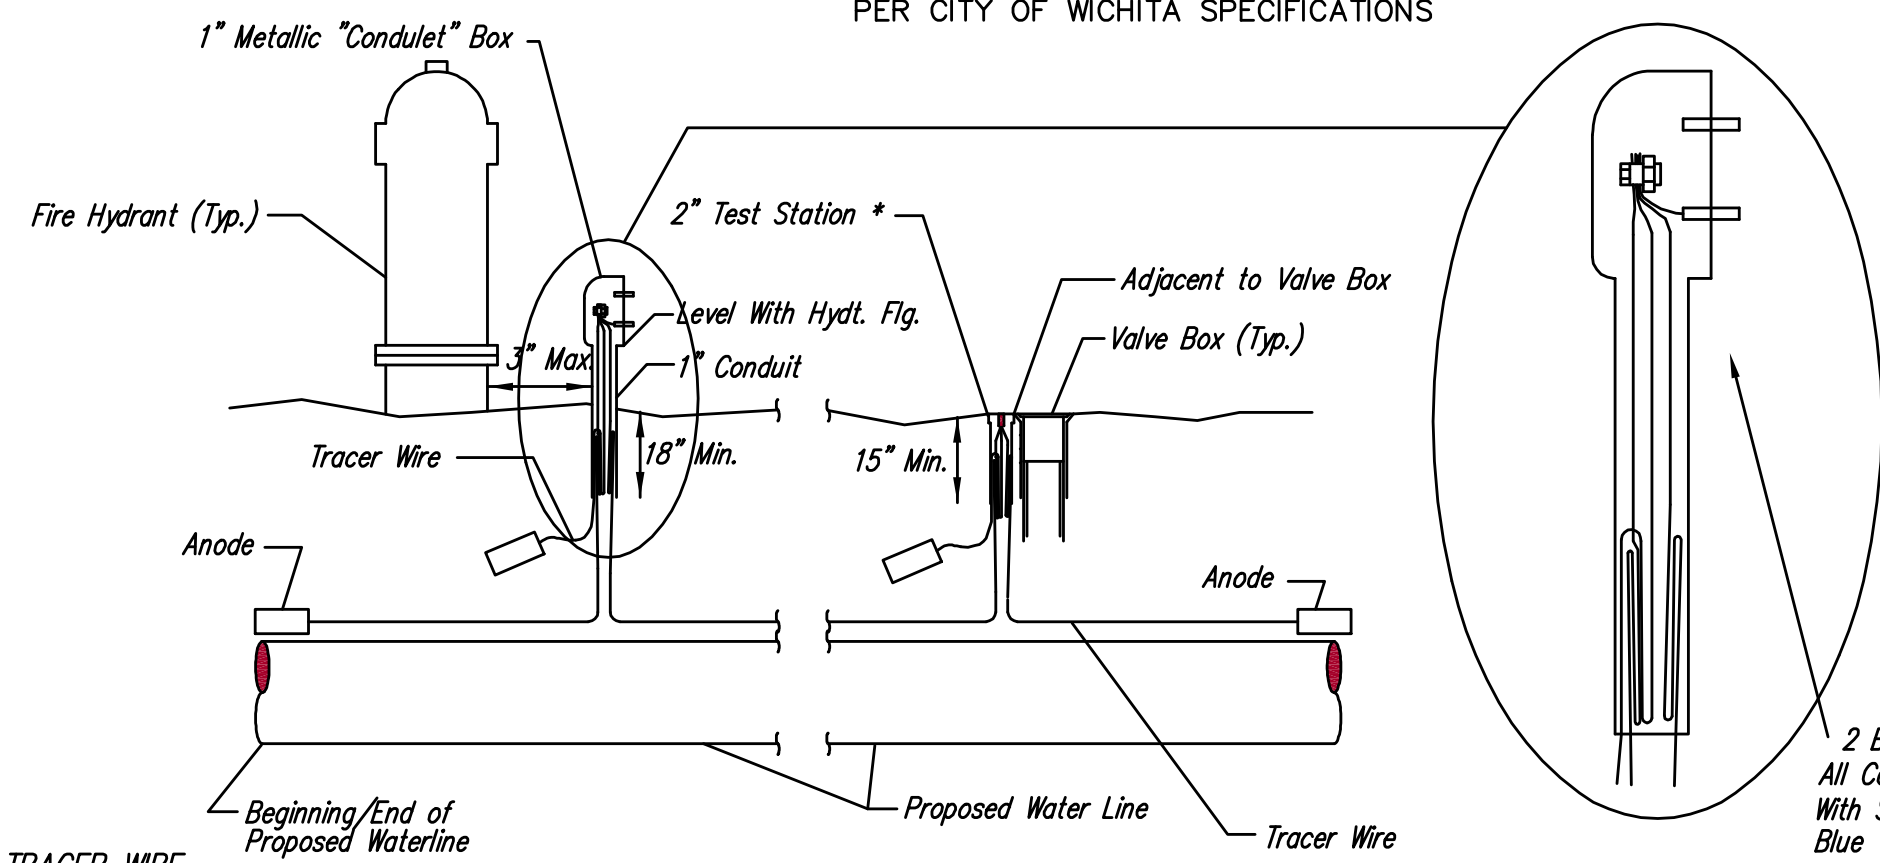 PER CITY OF WICHITA SPECIFICATIONS
1" Metallic "Condulet" Box
Fire Hydrant (Typ.)
2" Test Station *
Adjacent to Valve Box
Level With Hydt. Flg.
Valve Box (Typ.)
3" Max.
1" Conduit
Tracer Wire
18" Min.
15" Min.
Anode
Anode
2
All
With
Blue
Beginning/End of
Proposed Waterline
Proposed Water Line
Tracer Wire
TRACER WIRE